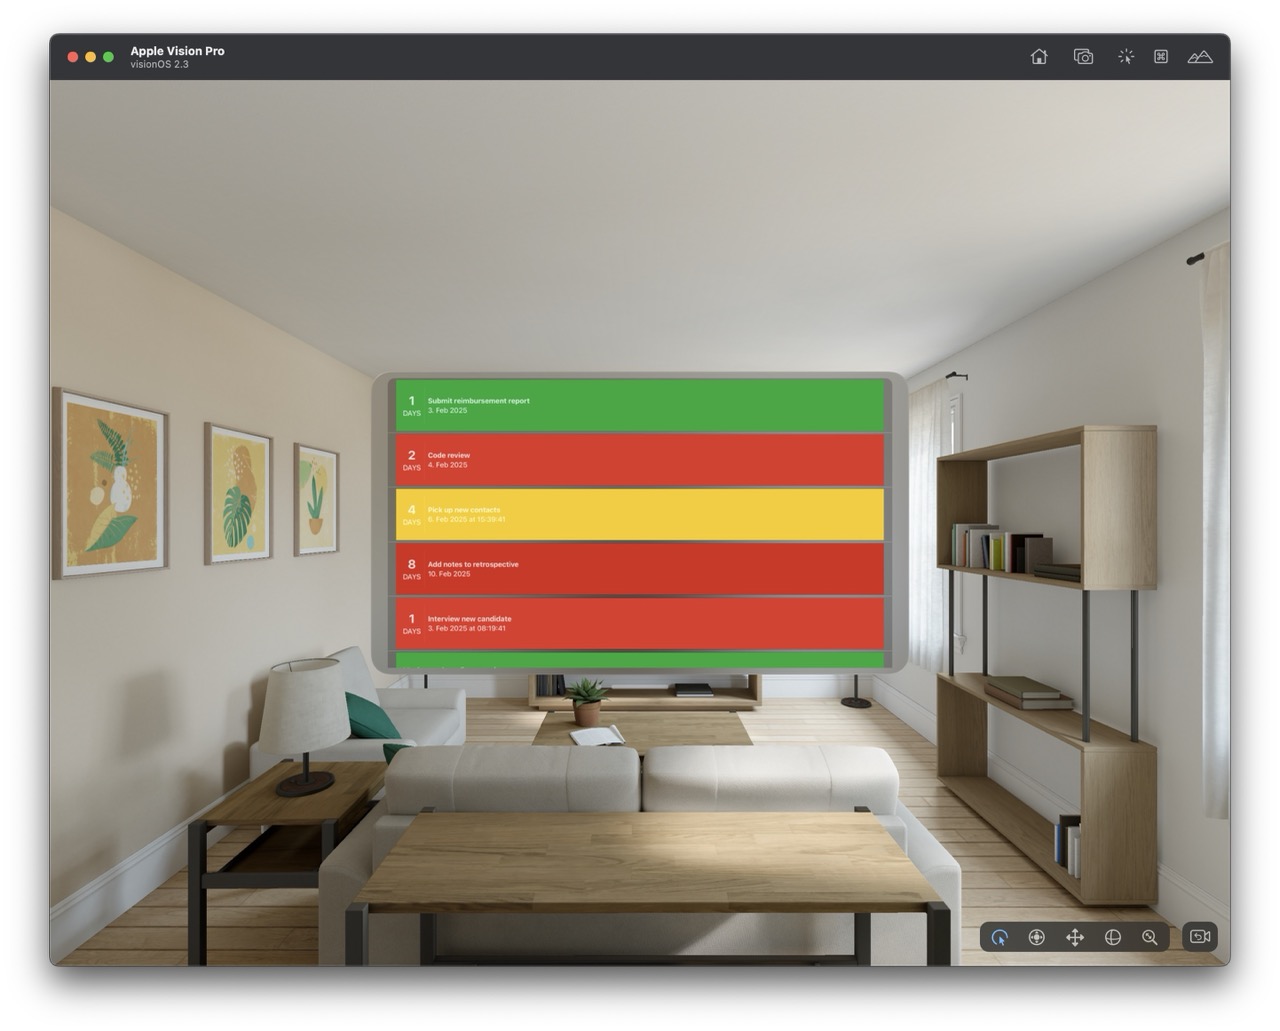 Apple Vision Pro
visionOS 2.3
1
DAYS
Submit reimbursement report
3. Feb 2025
2
DAYS
Code review
4. Feb 2025
4
DAYS
Pick up new contacts
6. Feb 2025 at 15:39:41
8
DAYS
Add notes to retrospective
10. Feb 2025
1
DAYS
Interview new candidate
3. Feb 2025 at 08:19:41